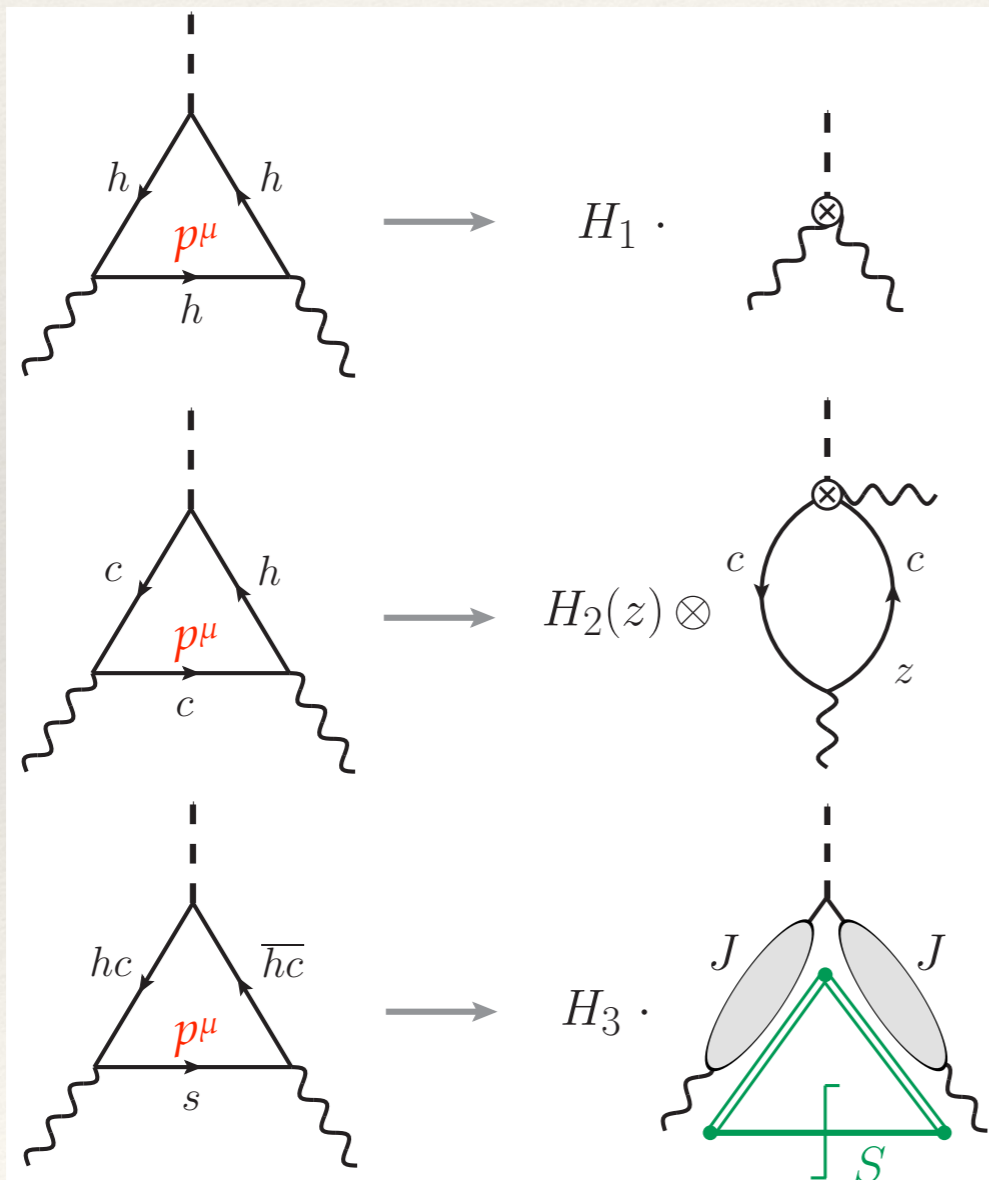 h h
p^μ
h
H_1 ·
c h
p^μ
c
H_2(z) ⊗
c c
z
hc \overline{hc}
p^μ
s
H_3 ·
J J
S